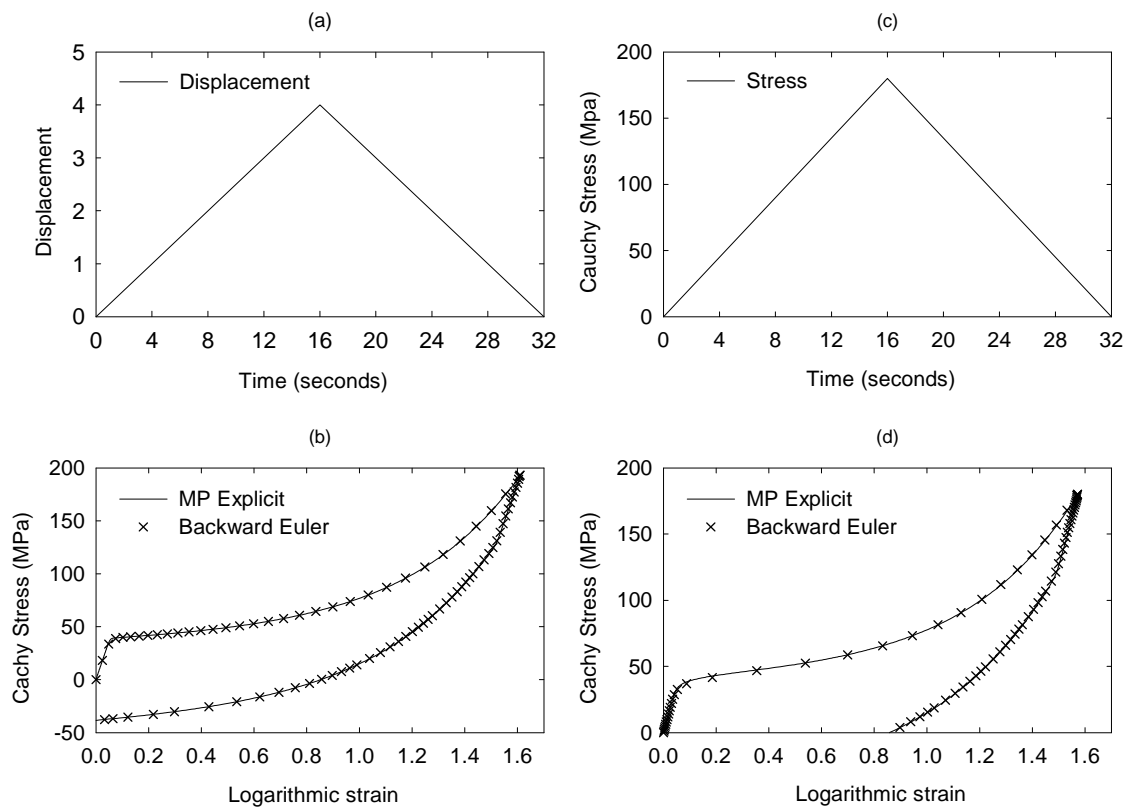 (a)
5
4
3
2
1
0
Displacement
Displacement
0 4 8 12 16 20 24 28 32
Time (seconds)
(c)
200
150
100
50
0
Cauchy Stress (Mpa)
Stress
0 4 8 12 16 20 24 28 32
Time (seconds)
(b)
200
150
100
50
0
-50
Cachy Stress (MPa)
MP Explicit
Backward Euler
0.0 0.2 0.4 0.6 0.8 1.0 1.2 1.4 1.6
Logarithmic strain
(d)
200
150
100
50
0
Cachy Stress (MPa)
MP Explicit
Backward Euler
0.0 0.2 0.4 0.6 0.8 1.0 1.2 1.4 1.6
Logarithmic strain